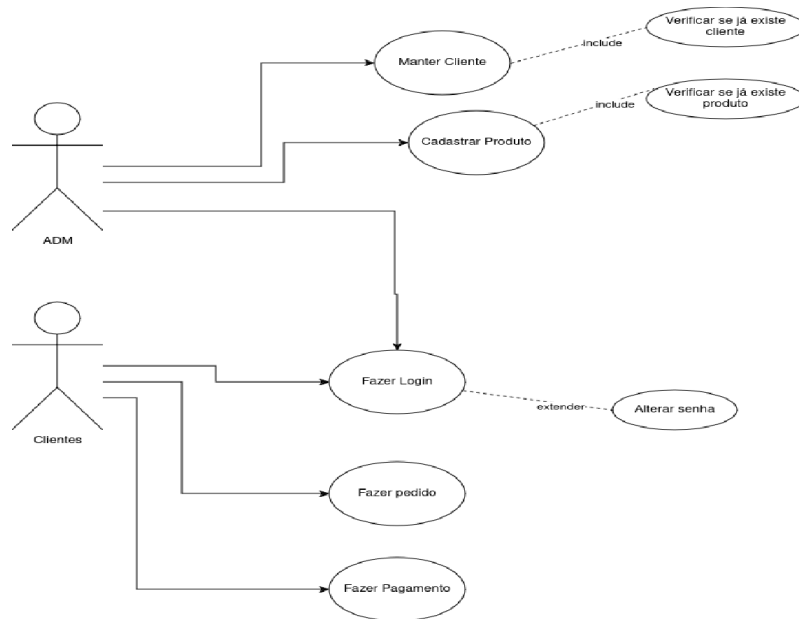 Verificar se já existe
cliente
Manter Cliente
include
Verificar se já existe
produto
include
Cadastrar Produto
ADM
Fazer Login
extender
Alterar senha
Clientes
Fazer pedido
Fazer Pagamento